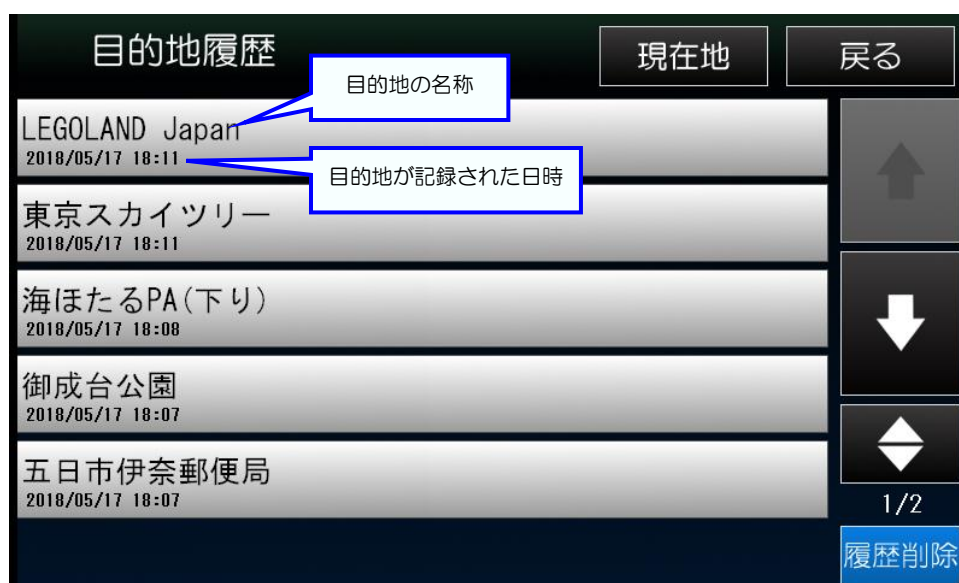 目的地履歴
現在地
戻る
目的地の名称
LEGOLAND Japan
2018/05/17 18:11
目的地が記録された日時
東京スカイツリー
2018/05/17 18:11
海ほたるPA(下り)
2018/05/17 18:08
御成台公園
2018/05/17 18:07
五日市伊奈郵便局
2018/05/17 18:07
1/2
履歴削除